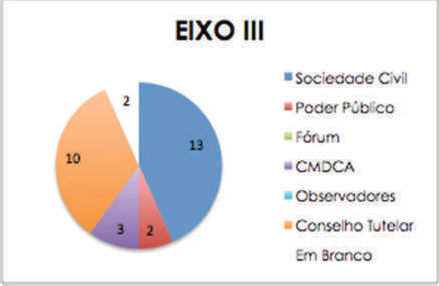 EIXO III
2
13
10
3
2
Sociedade Civil
Poder Público
Fórum
CMDCA
Observadores
Conselho Tutelar
Em Branco